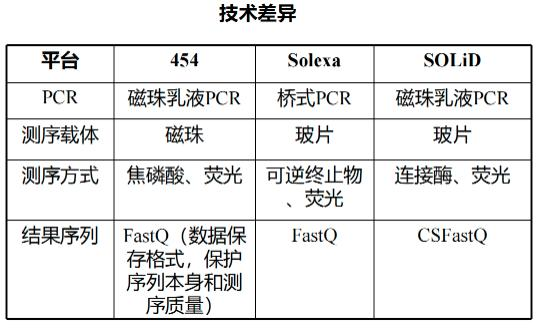 技术差异
平台 454 Solexa SOLiD
PCR 磁珠乳液PCR 桥式PCR 磁珠乳液PCR
测序载体 磁珠 玻片 玻片
测序方式 焦磷酸、荧光 可逆终止物、荧光 连接酶、荧光
结果序列 FastQ（数据保存格式，保护序列本身和测序质量） FastQ CSFastQ